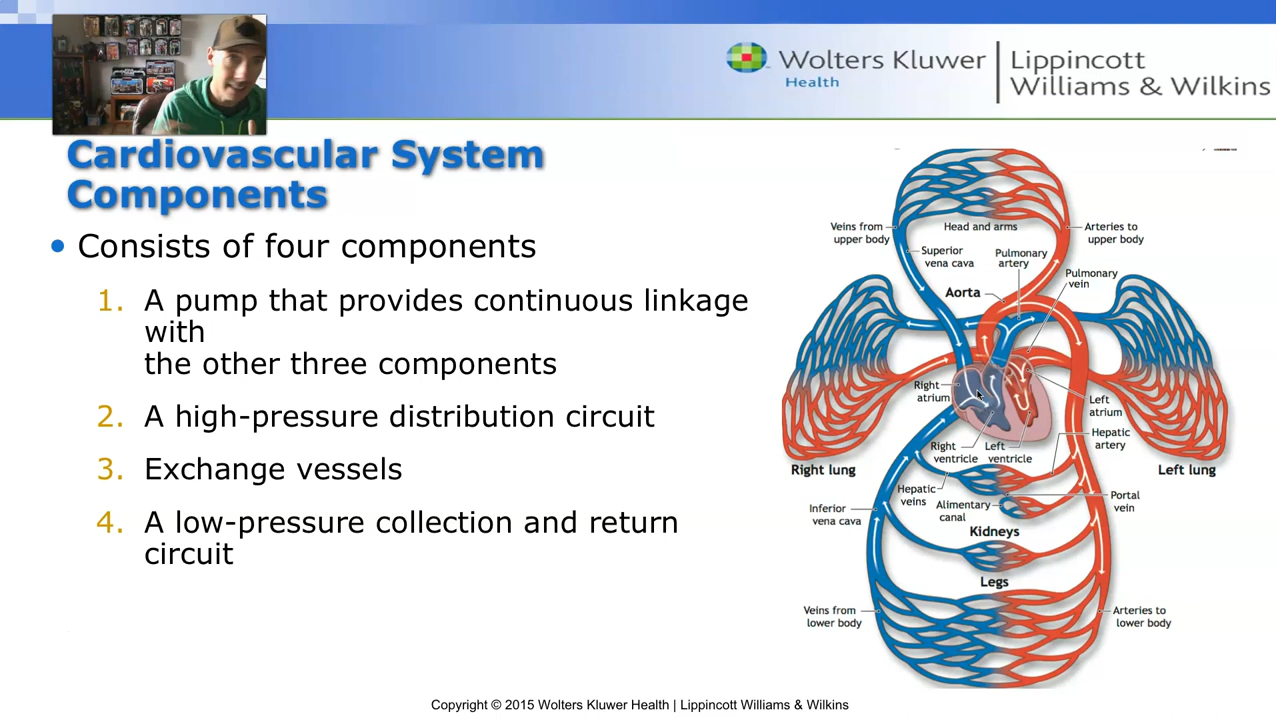 Wolters Kluwer
Health
Lippincott
Williams & Wilkins
Cardiovascular System
Components
• Consists of four components
1. A pump that provides continuous linkage
with
the other three components
2. A high-pressure distribution circuit
3. Exchange vessels
4. A low-pressure collection and return
circuit
Veins from
upper body
Head and arms
Arteries to
upper body
Superior
vena cava
Pulmonary
artery
Pulmonary
vein
Aorta
Right
atrium
Left
atrium
Hepatic
artery
Right
ventricle
Left
ventricle
Right lung
Left lung
Hepatic
veins
Alimentary
canal
Portal
vein
Inferior
vena cava
Kidneys
Legs
Veins from
lower body
Arteries to
lower body
Copyright © 2015 Wolters Kluwer Health | Lippincott Williams & Wilkins